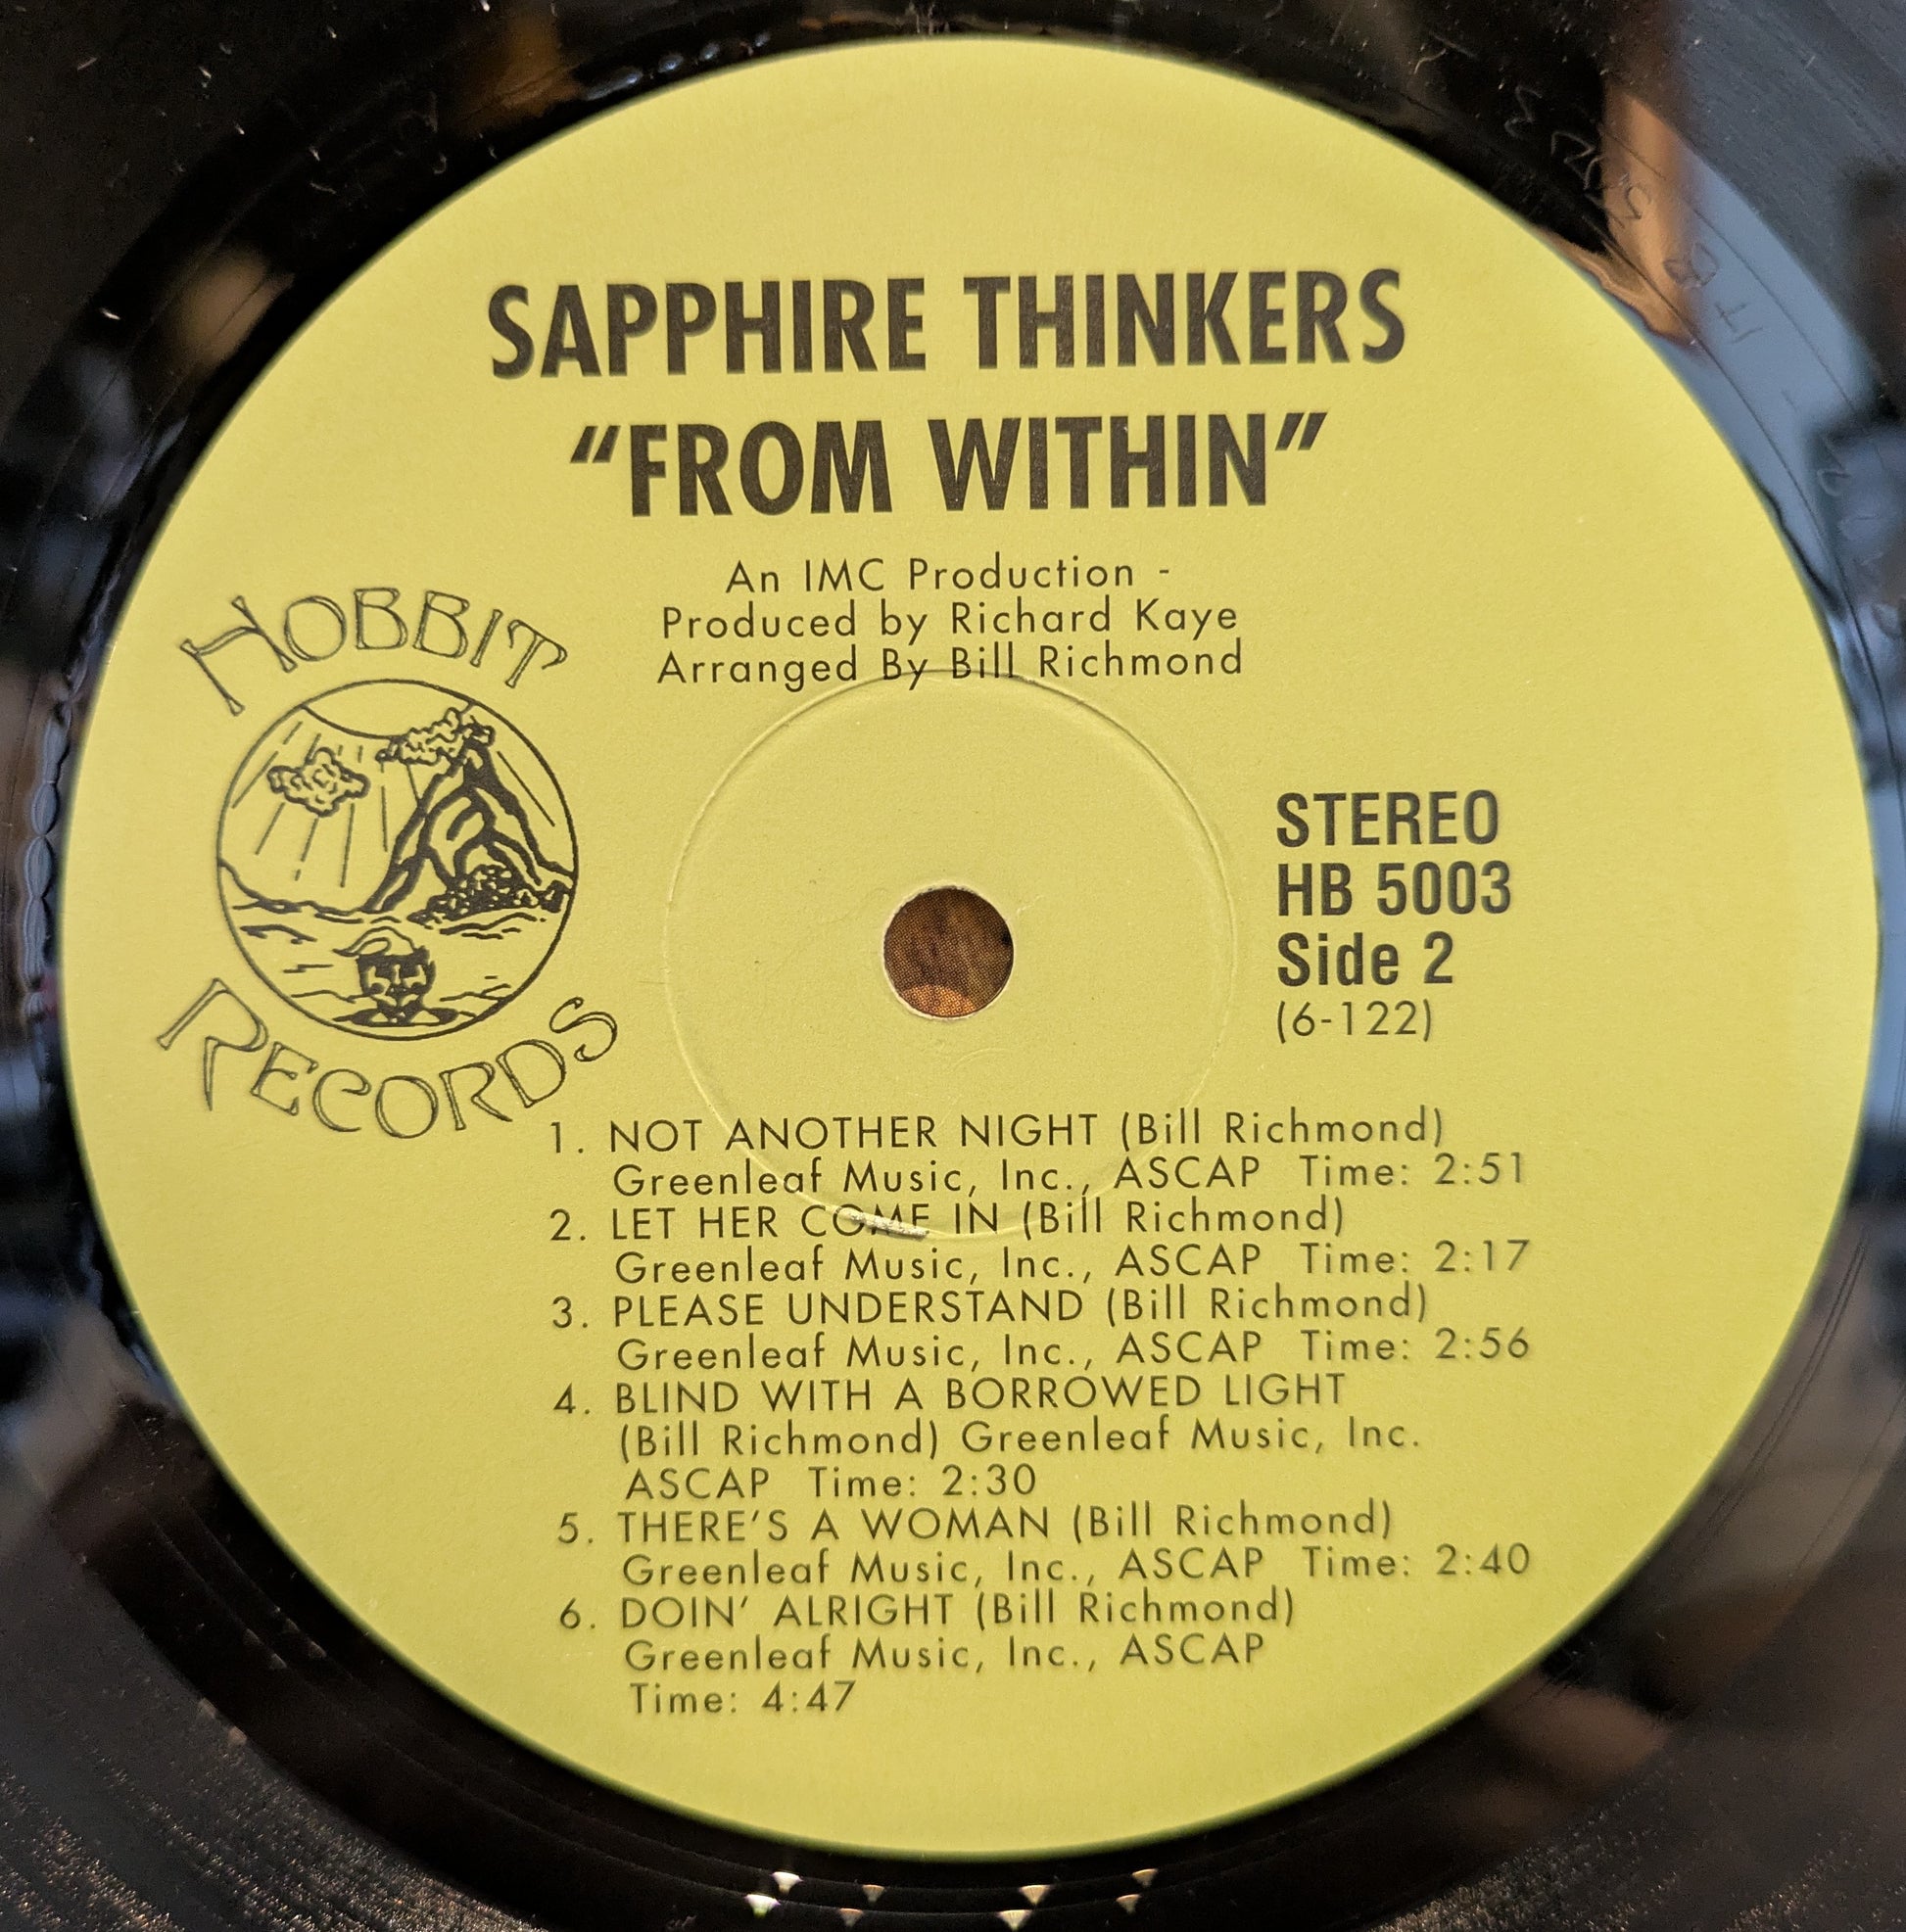 SAPPHIRE THINKERS
"FROM WITHIN"
An IMC Production -
Produced by Richard Kaye
Arranged By Bill Richmond
HOBBIT
RECORDS
STEREO
HB 5003
Side 2
(6-122)
1. NOT ANOTHER NIGHT (Bill Richmond)
Greenleaf Music, Inc., ASCAP Time: 2:51
2. LET HER COME IN (Bill Richmond)
Greenleaf Music, Inc., ASCAP Time: 2:17
3. PLEASE UNDERSTAND (Bill Richmond)
Greenleaf Music, Inc., ASCAP Time: 2:56
4. BLIND WITH A BORROWED LIGHT
(Bill Richmond) Greenleaf Music, Inc.
ASCAP Time: 2:30
5. THERE'S A WOMAN (Bill Richmond)
Greenleaf Music, Inc., ASCAP Time: 2:40
6. DOIN' ALRIGHT (Bill Richmond)
Greenleaf Music, Inc., ASCAP
Time: 4:47